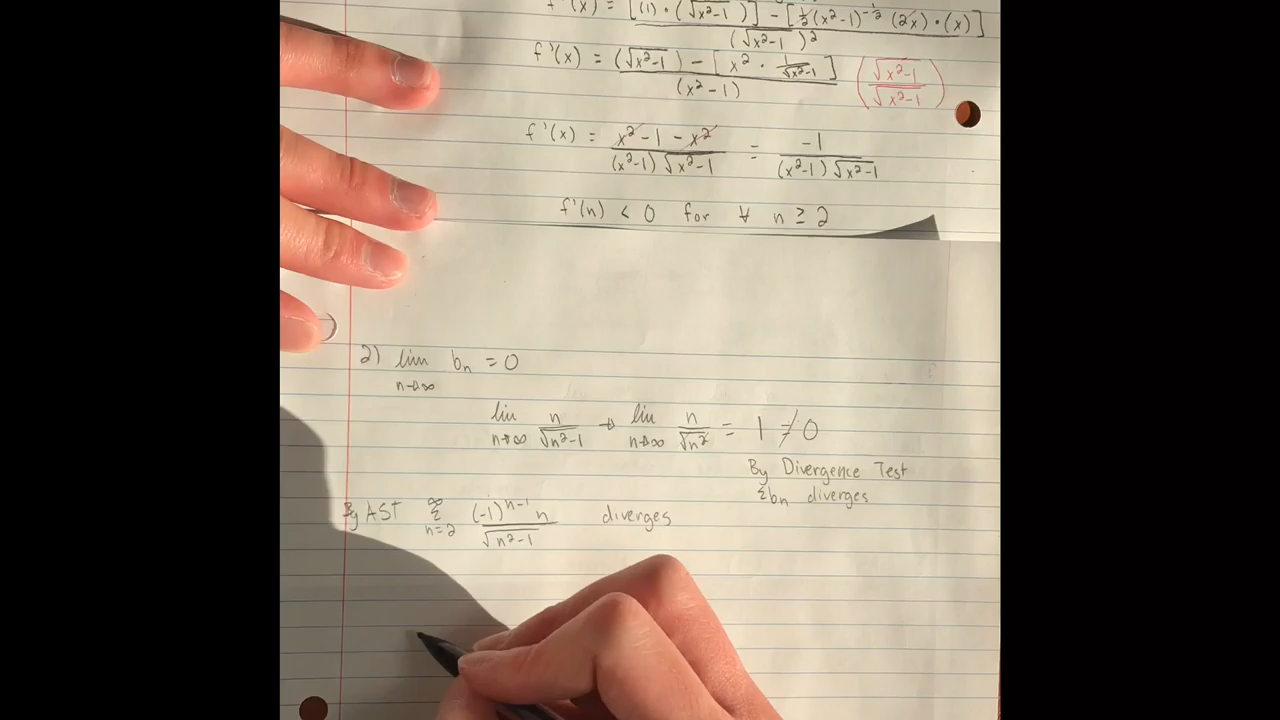 f'(x) = [(1)·(√x²-1)] - [½(x²-1)^-½ (2x)·(x)] / (√x²-1)²
f'(x) = (√x²-1) - [x² · 1/√x²-1] / (x²-1) (√x²-1 / √x²-1)
f'(x) = x²-1-x² / (x²-1)√x²-1 = -1 / (x²-1)√x²-1
f'(n) < 0 for ∀ n ≥ 2
2) lim n→∞ bn = 0
lim n→∞ n/√n²-1 → lim n→∞ n/√n² = 1 ≠ 0
By Divergence Test
Σbn diverges
By AST ∞ Σ n=2 (-1)^n-1 n / √n²-1 diverges